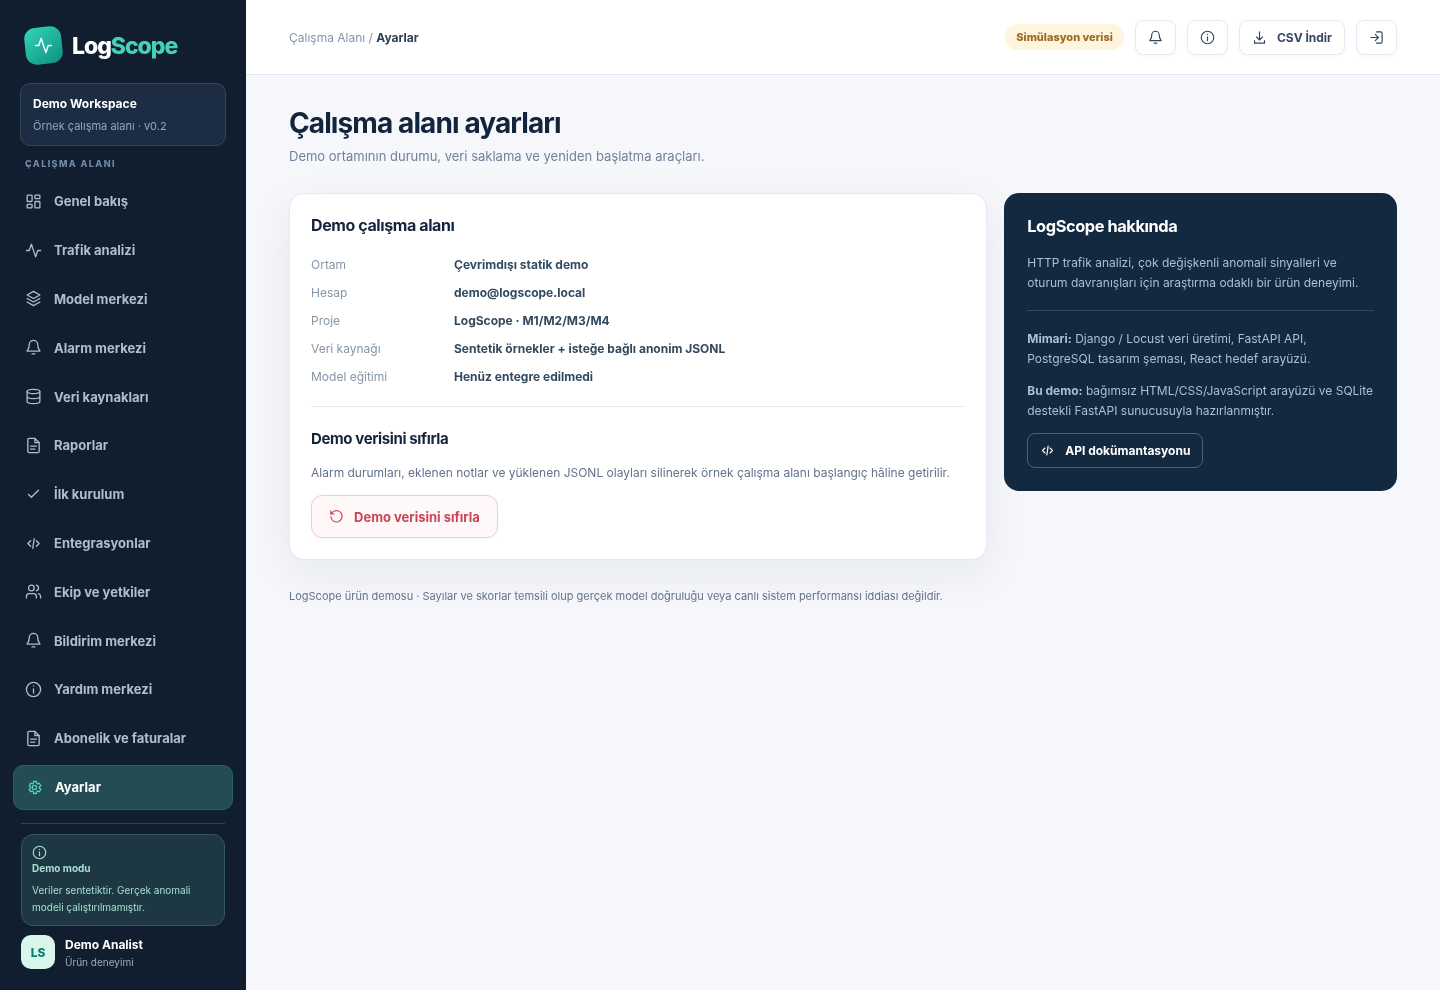 LogScope
Demo Workspace
Örnek çalışma alanı · v0.2
ÇALIŞMA ALANI
Genel bakış
Trafik analizi
Model merkezi
Alarm merkezi
Veri kaynakları
Raporlar
İlk kurulum
Entegrasyonlar
Ekip ve yetkiler
Bildirim merkezi
Yardım merkezi
Abonelik ve faturalar
Ayarlar
Demo modu
Veriler sentetiktir. Gerçek anomali
modeli çalıştırılmamıştır.
LS
Demo Analist
Ürün deneyimi
Çalışma Alanı / Ayarlar
Simülasyon verisi
CSV İndir
Çalışma alanı ayarları
Demo ortamının durumu, veri saklama ve yeniden başlatma araçları.
Demo çalışma alanı
Ortam Çevrimdışı statik demo
Hesap demo@logscope.local
Proje LogScope · M1/M2/M3/M4
Veri kaynağı Sentetik örnekler + isteğe bağlı anonim JSONL
Model eğitimi Henüz entegre edilmedi
Demo verisini sıfırla
Alarm durumları, eklenen notlar ve yüklenen JSONL olayları silinerek örnek çalışma alanı başlangıç hâline getirilir.
Demo verisini sıfırla
LogScope hakkında
HTTP trafik analizi, çok değişkenli anomali sinyalleri ve
oturum davranışları için araştırma odaklı bir ürün deneyimi.
Mimari: Django / Locust veri üretimi, FastAPI API,
PostgreSQL tasarım şeması, React hedef arayüzü.
Bu demo: bağımsız HTML/CSS/JavaScript arayüzü ve SQLite
destekli FastAPI sunucusuyla hazırlanmıştır.
API dokümantasyonu
LogScope ürün demosu · Sayılar ve skorlar temsili olup gerçek model doğruluğu veya canlı sistem performansı iddiası değildir.